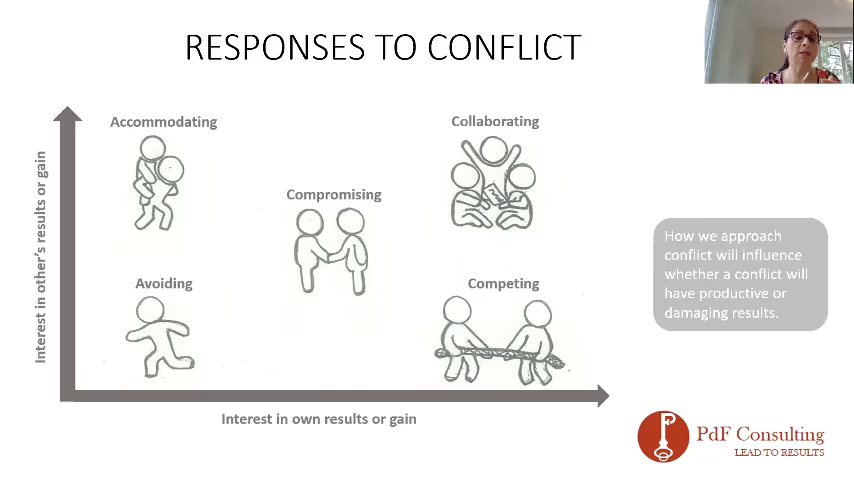 RESPONSES TO CONFLICT
Accommodating
Collaborating
Compromising
Avoiding
Competing
Interest in other's results or gain
Interest in own results or gain
How we approach
conflict will influence
whether a conflict will
have productive or
damaging results.
PdF Consulting
LEAD TO RESULTS